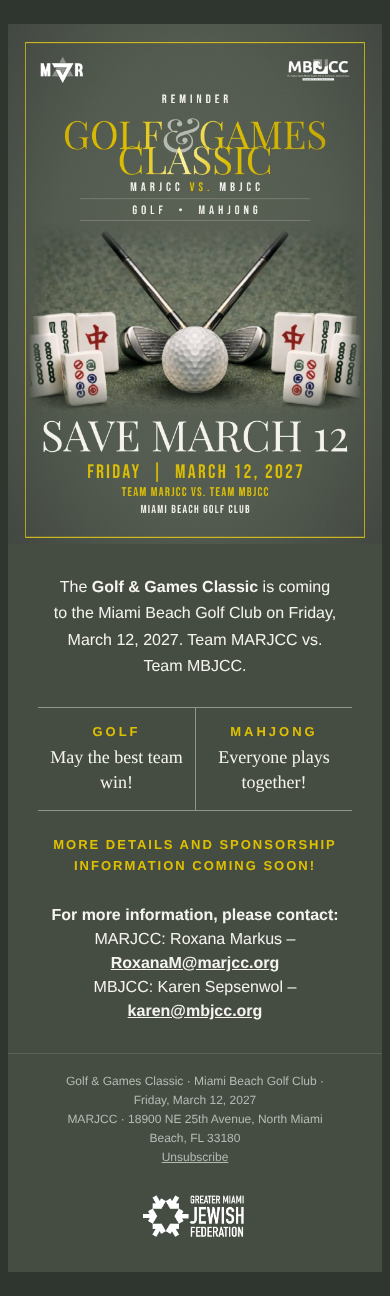 M R
MBJCC
REMINDER
GOLF & GAMES
CLASSIC
MARJCC VS. MBJCC
GOLF • MAHJONG
SAVE MARCH 12
FRIDAY | MARCH 12, 2027
TEAM MARJCC VS. TEAM MBJCC
MIAMI BEACH GOLF CLUB
The Golf & Games Classic is coming
to the Miami Beach Golf Club on Friday,
March 12, 2027. Team MARJCC vs.
Team MBJCC.
GOLF
May the best team
win!
MAHJONG
Everyone plays
together!
MORE DETAILS AND SPONSORSHIP
INFORMATION COMING SOON!
For more information, please contact:
MARJCC: Roxana Markus –
RoxanaM@marjcc.org
MBJCC: Karen Sepsenwol –
karen@mbjcc.org
Golf & Games Classic · Miami Beach Golf Club ·
Friday, March 12, 2027
MARJCC · 18900 NE 25th Avenue, North Miami
Beach, FL 33180
Unsubscribe
GREATER MIAMI
JEWISH
FEDERATION